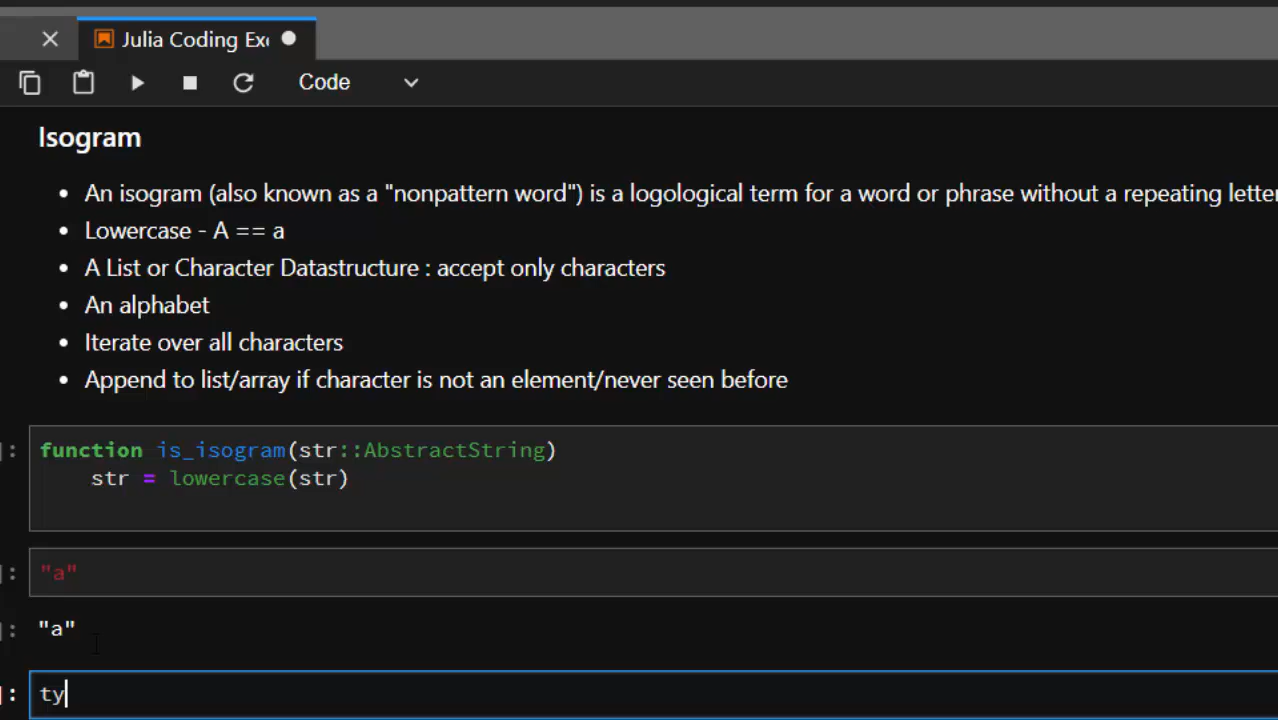 Julia Coding Exe
Code
Isogram
• An isogram (also known as a "nonpattern word") is a logological term for a word or phrase without a repeating letter
• Lowercase - A == a
• A List or Character Datastructure : accept only characters
• An alphabet
• Iterate over all characters
• Append to list/array if character is not an element/never seen before
]: function is_isogram(str::AbstractString)
str = lowercase(str)
]: "a"
]: "a"
]: ty